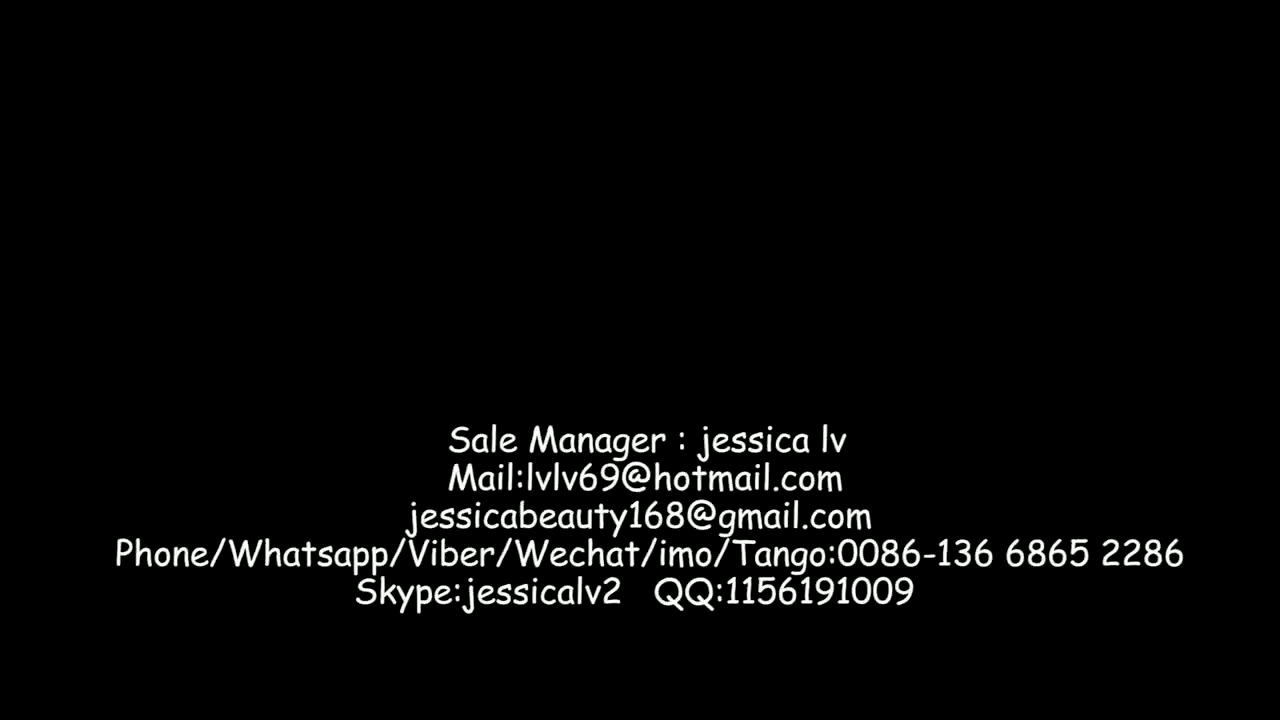 Sale Manager : jessica lv
Mail:lvlv69@hotmail.com
jessicabeauty168@gmail.com
Phone/Whatsapp/Viber/Wechat/imo/Tango:0086-136 6865 2286
Skype:jessicalv2 QQ:1156191009